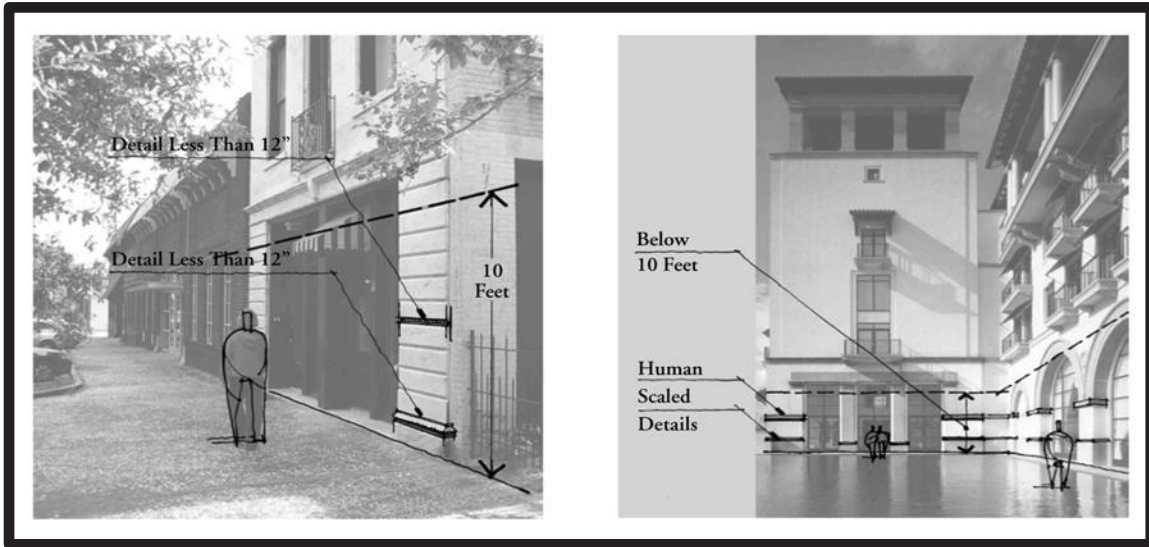 Detail Less Than 12”
Detail Less Than 12”
10
Feet
Below
10 Feet
Human
Scaled
Details